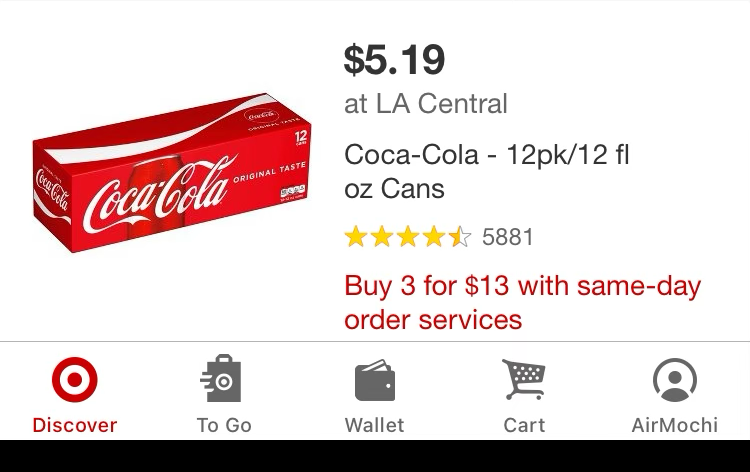 $5.19
at LA Central
Coca-Cola - 12pk/12 fl
oz Cans
5881
Buy 3 for $13 with same-day
order services
Coca-Cola
ORIGINAL TASTE
12
CANS
ORIGINAL TASTE
Coca-Cola
Coca-Cola
Discover
To Go
Wallet
Cart
AirMochi